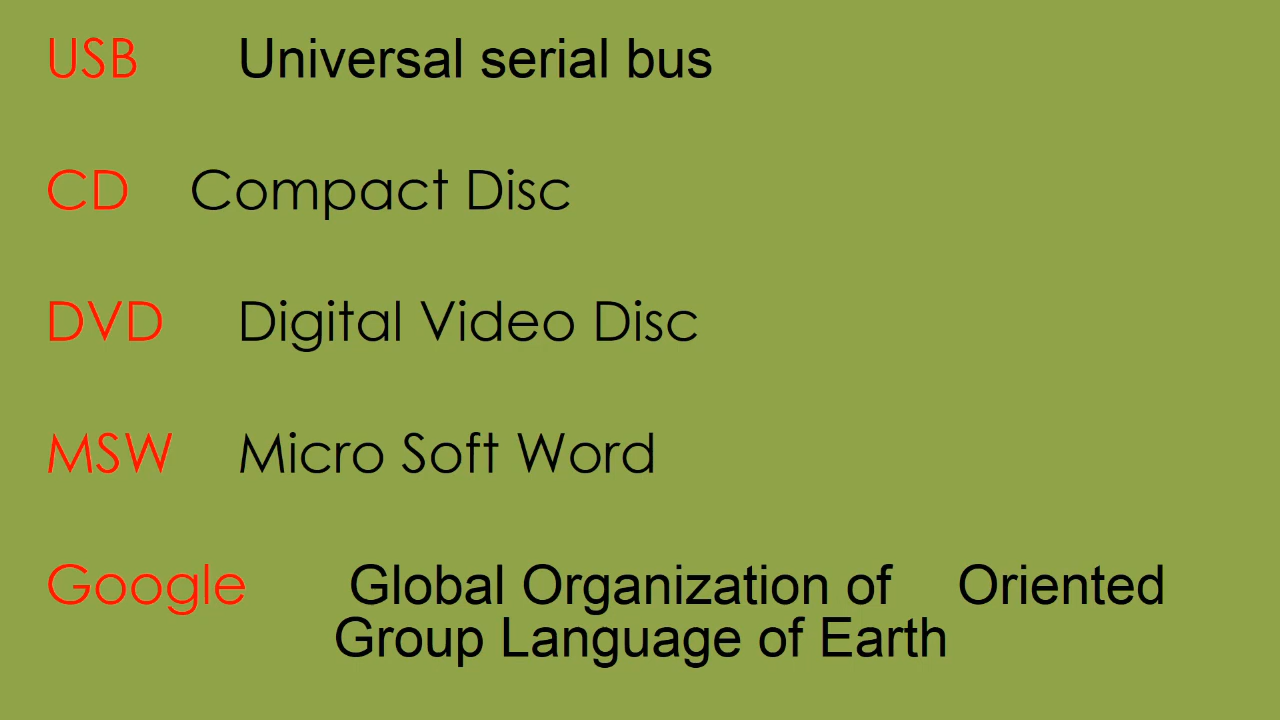 USB Universal serial bus
CD Compact Disc
DVD Digital Video Disc
MSW Micro Soft Word
Google Global Organization of Oriented
Group Language of Earth